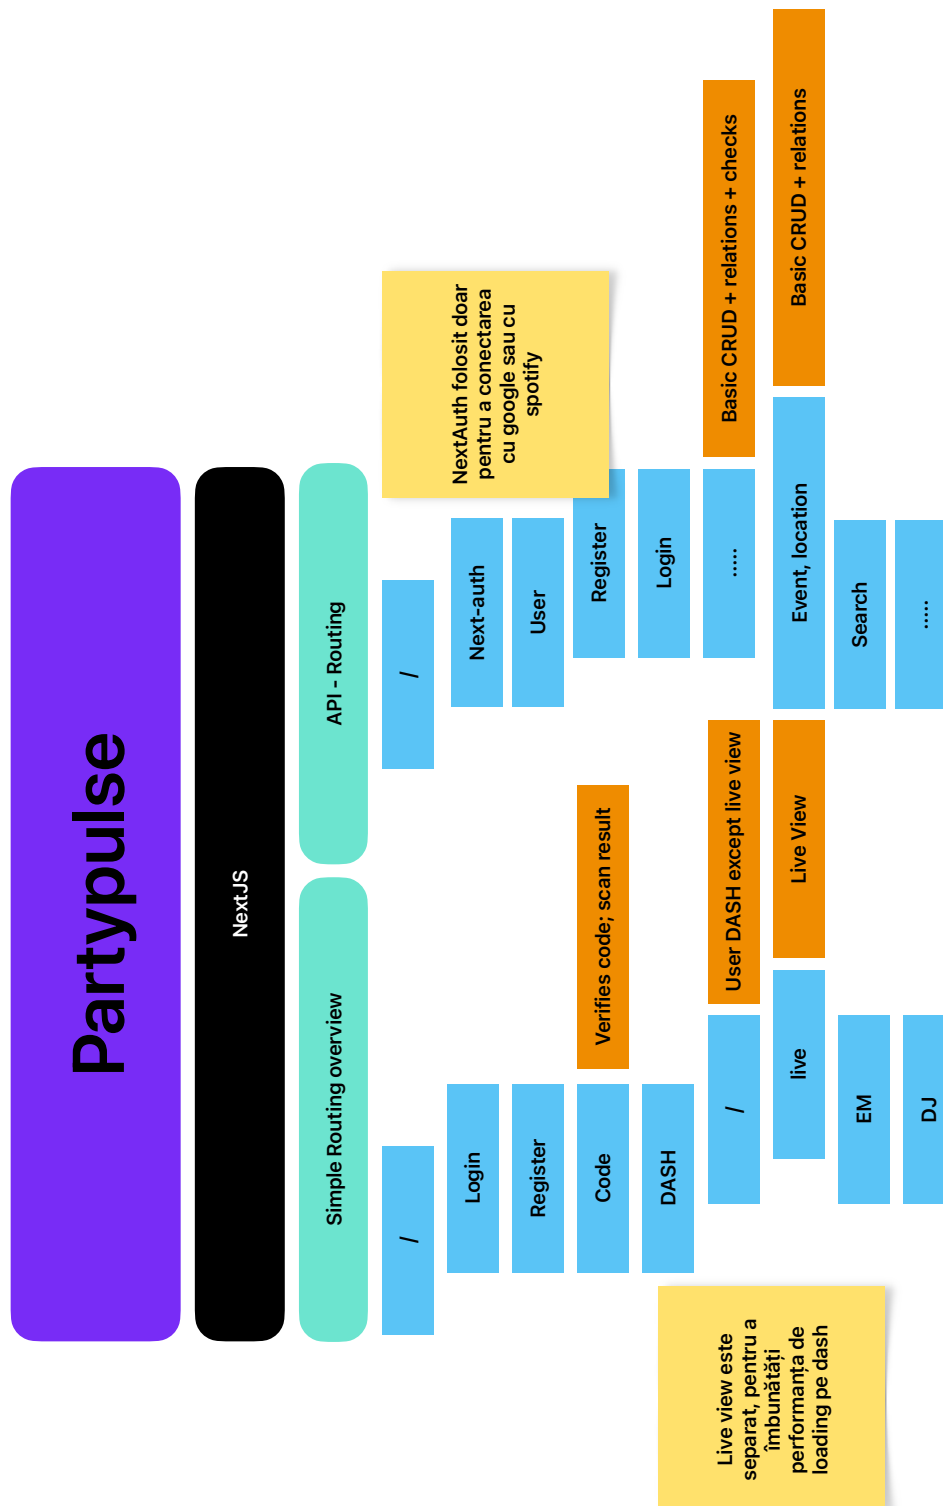 Partypulse
NextJS
Simple Routing overview
API - Routing
/
Login
Register
Code
Verifies code; scan result
DASH
/
User DASH except live view
live
Live View
EM
DJ
Live view este
separat, pentru a
îmbunătăți
performanța de
loading pe dash
/
NextAuth folosit doar
pentru a conectarea
cu google sau cu
spotify
Next-auth
User
Register
Login
.....
Basic CRUD + relations + checks
Event, location
Basic CRUD + relations
Search
.....